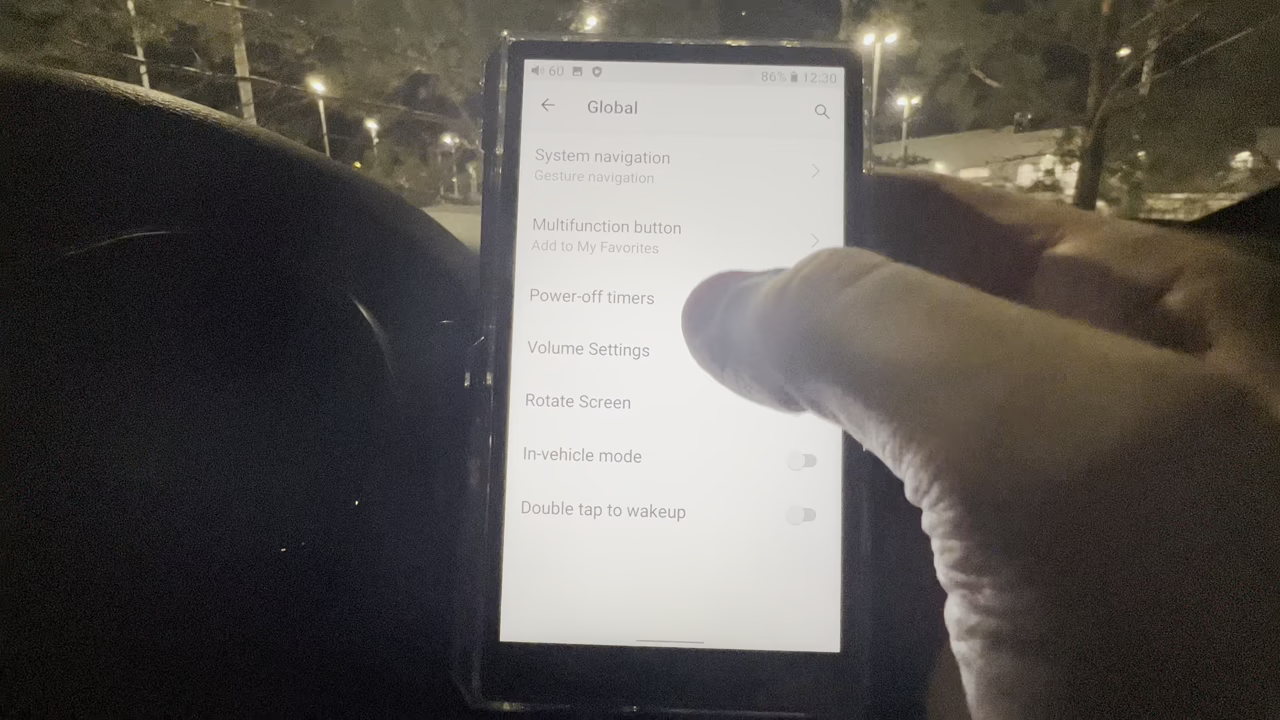 60
86% 12:30
Global
System navigation
Gesture navigation
Multifunction button
Add to My Favorites
Power-off timers
Volume Settings
Rotate Screen
In-vehicle mode
Double tap to wakeup